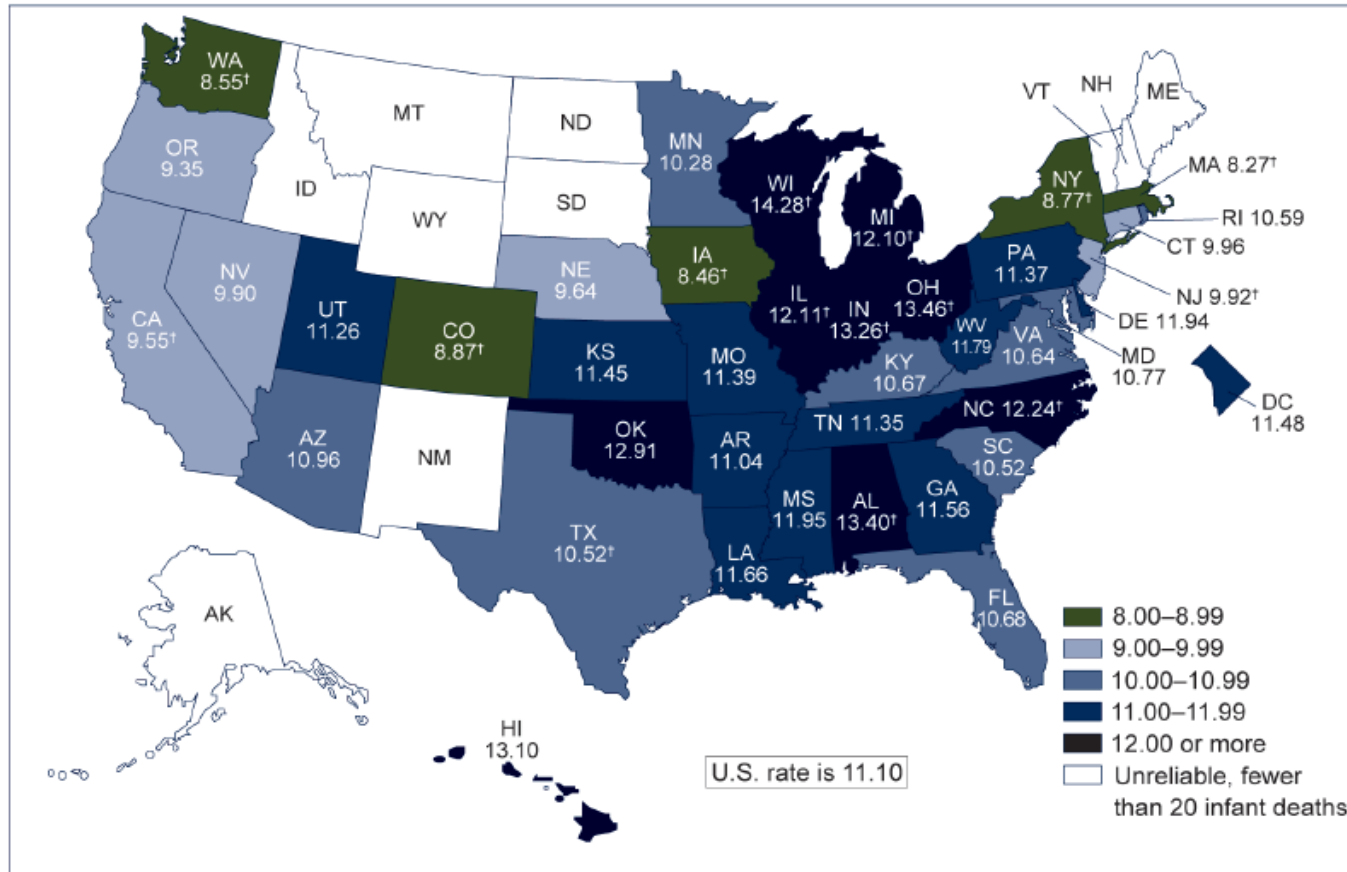 WA
8.55†
OR
9.35
CA
9.55†
NV
9.90
ID
MT
WY
UT
11.26
AZ
10.96
CO
8.87†
NM
ND
SD
NE
9.64
KS
11.45
OK
12.91
TX
10.52†
MN
10.28
IA
8.46†
MO
11.39
AR
11.04
LA
11.66
WI
14.28†
IL
12.11†
MI
12.10†
IN
13.26†
OH
13.46†
KY
10.67
TN 11.35
MS
11.95
AL
13.40†
GA
11.56
FL
10.68
SC
10.52
NC 12.24†
VA
10.64
WV
11.79
PA
11.37
NY
8.77†
VT
NH
ME
MA 8.27†
RI 10.59
CT 9.96
NJ 9.92†
DE 11.94
MD
10.77
DC
11.48
AK
HI
13.10
U.S. rate is 11.10
8.00–8.99
9.00–9.99
10.00–10.99
11.00–11.99
12.00 or more
Unreliable, fewer
than 20 infant deaths